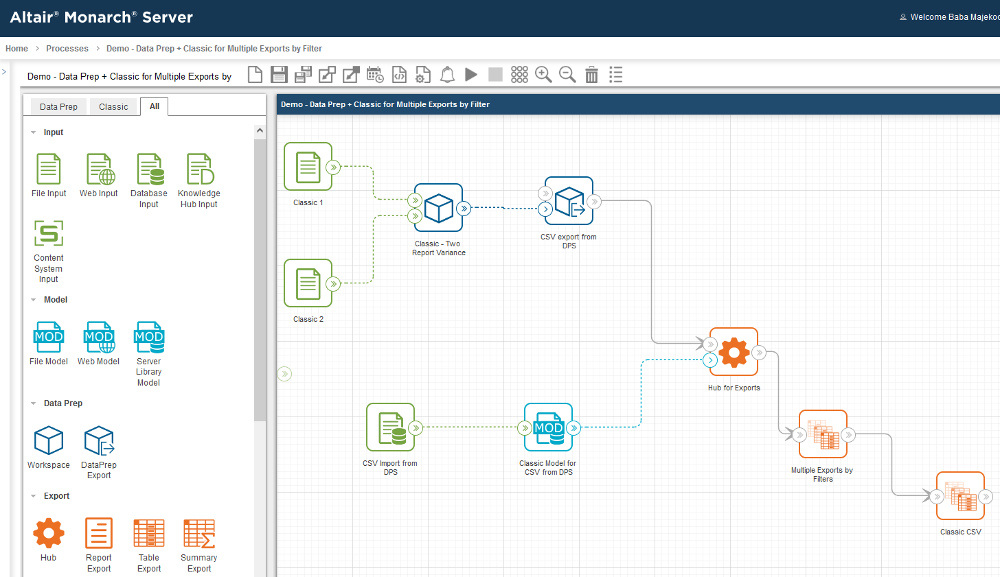 Altair® Monarch® Server
Welcome Baba Majekoc
Home > Processes > Demo - Data Prep + Classic for Multiple Exports by Filter
Demo - Data Prep + Classic for Multiple Exports by
Data Prep
Classic
All
Input
File Input
Web Input
Database
Input
Knowledge
Hub Input
Content
System
Input
Model
MOD
File Model
MOD
Web Model
MOD
Server
Library
Model
Data Prep
Workspace
DataPrep
Export
Export
Hub
Report
Export
Table
Export
Summary
Export
Demo - Data Prep + Classic for Multiple Exports by Filter
Classic 1
Classic - Two
Report Variance
CSV export from
DPS
Classic 2
Hub for Exports
CSV Import from
DPS
MOD
Classic Model for
CSV from DPS
Multiple Exports by
Filters
Classic CSV